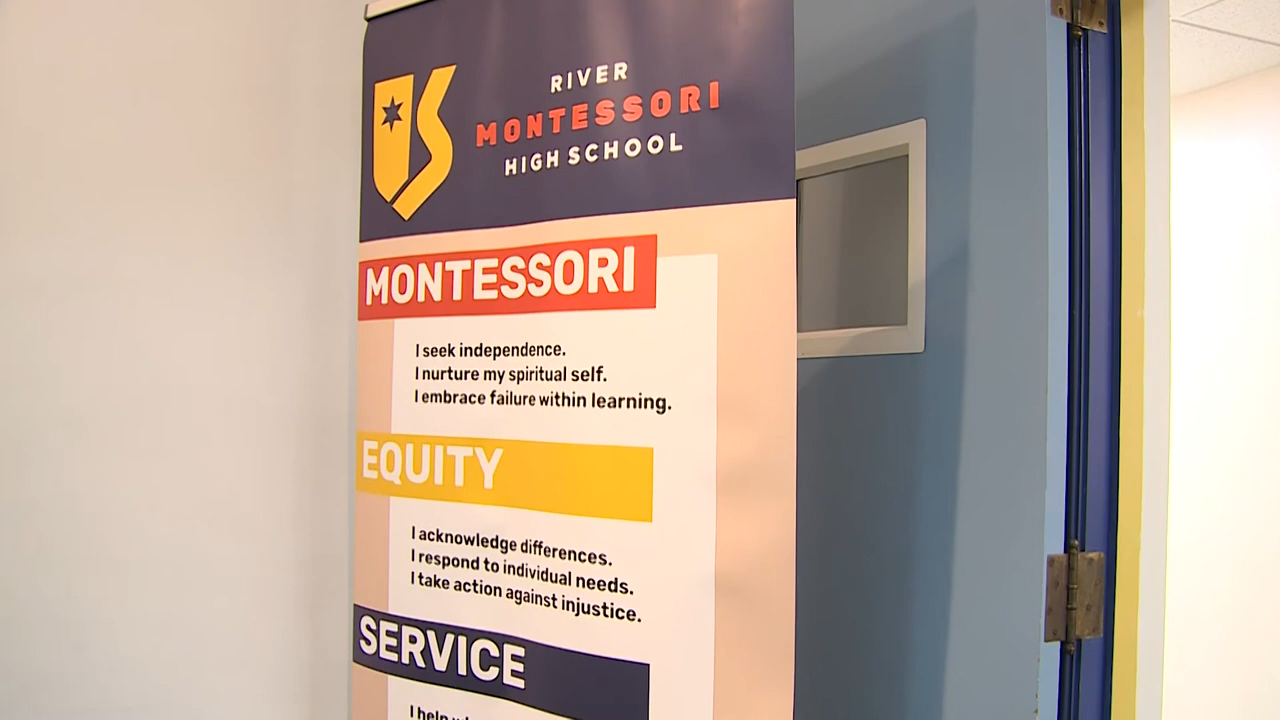 RIVER
MONTESSORI
HIGH SCHOOL
MONTESSORI
I seek independence.
I nurture my spiritual self.
I embrace failure within learning.
EQUITY
I acknowledge differences.
I respond to individual needs.
I take action against injustice.
SERVICE
I help